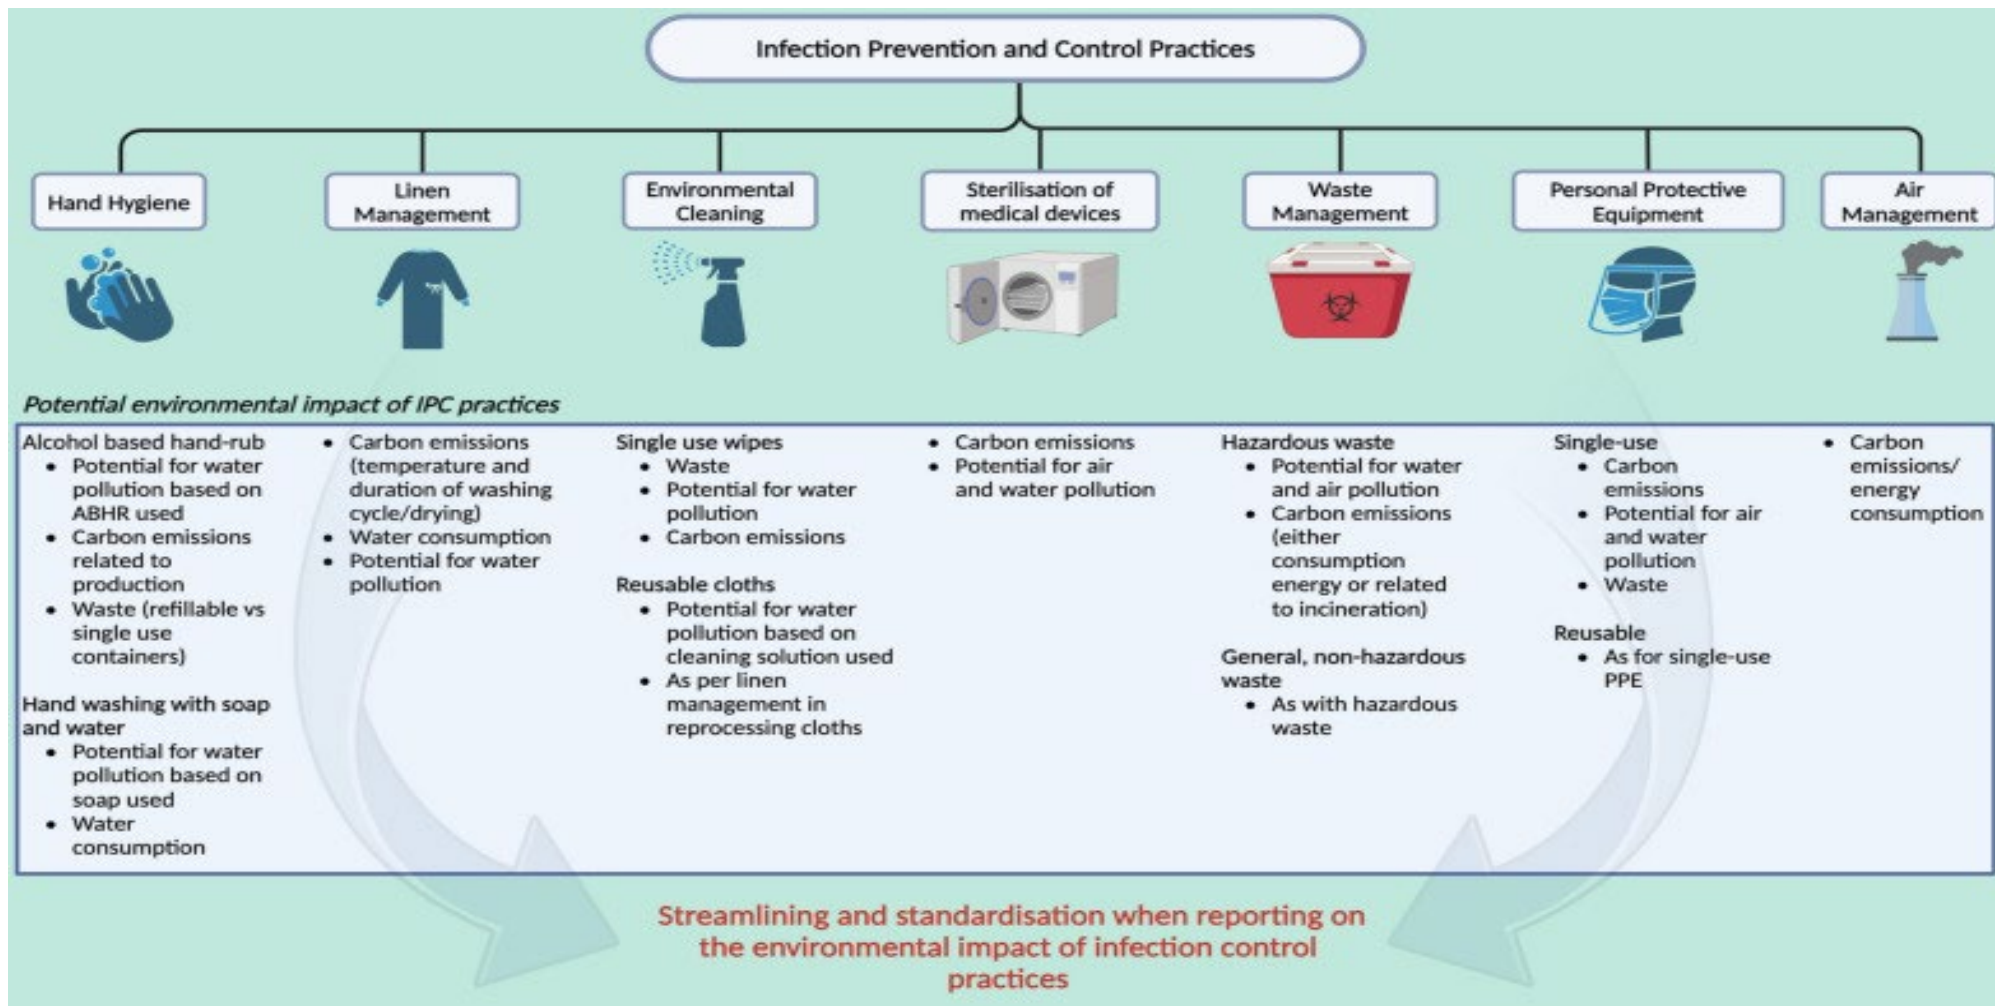 Infection Prevention and Control Practices
Hand Hygiene
Linen
Management
Environmental
Cleaning
Sterilisation of
medical devices
Waste
Management
Personal Protective
Equipment
Air
Management
Potential environmental impact of IPC practices
Alcohol based hand-rub
• Potential for water
pollution based on
ABHR used
• Carbon emissions
related to
production
• Waste (refillable vs
single use
containers)
Hand washing with soap
and water
• Potential for water
pollution based on
soap used
• Water
consumption
• Carbon emissions
(temperature and
duration of washing
cycle/drying)
• Water consumption
• Potential for water
pollution
Single use wipes
• Waste
• Potential for water
pollution
• Carbon emissions
Reusable cloths
• Potential for water
pollution based on
cleaning solution used
• As per linen
management in
reprocessing cloths
• Carbon emissions
• Potential for air
and water pollution
Hazardous waste
• Potential for water
and air pollution
• Carbon emissions
(either
consumption
energy or related
to incineration)
General, non-hazardous
waste
• As with hazardous
waste
Single-use
• Carbon
emissions
• Potential for air
and water
pollution
• Waste
Reusable
• As for single-use
PPE
• Carbon
emissions/
energy
consumption
Streamlining and standardisation when reporting on
the environmental impact of infection control
practices